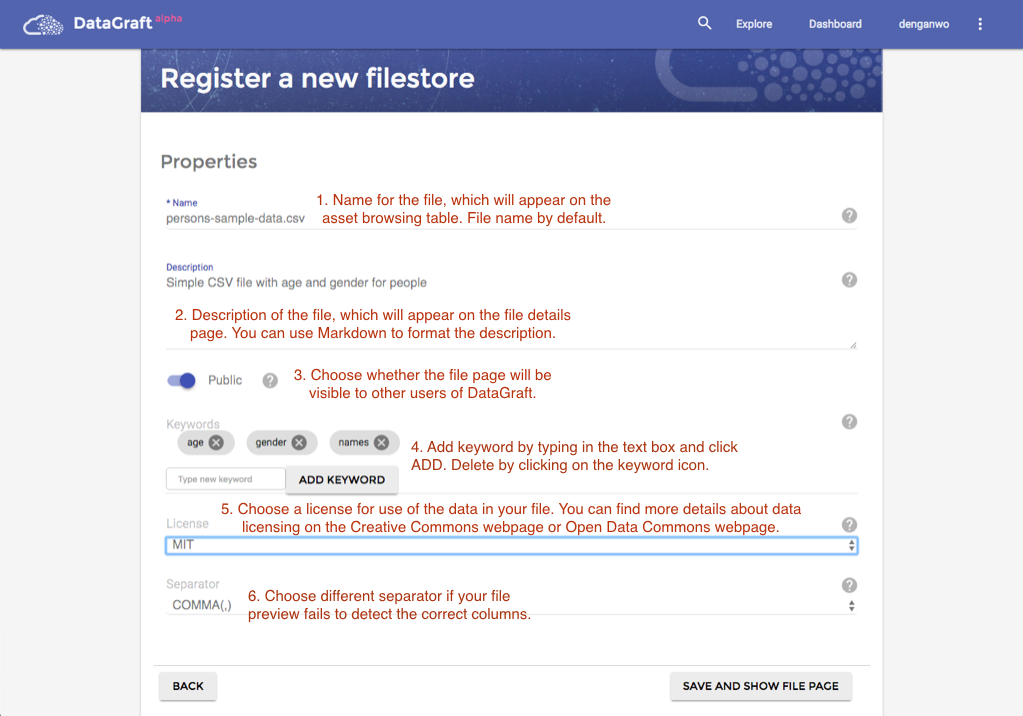 DataGraft alpha
Explore
Dashboard
denganwo
Register a new filestore
Properties
* Name
persons-sample-data.csv
1. Name for the file, which will appear on the
asset browsing table. File name by default.
?
Description
Simple CSV file with age and gender for people
?
2. Description of the file, which will appear on the file details
page. You can use Markdown to format the description.
Public
?
3. Choose whether the file page will be
visible to other users of DataGraft.
Keywords
?
age
gender
names
4. Add keyword by typing in the text box and click
ADD. Delete by clicking on the keyword icon.
Type new keyword
ADD KEYWORD
5. Choose a license for use of the data in your file. You can find more details about data
licensing on the Creative Commons webpage or Open Data Commons webpage.
License
?
MIT
Separator
?
COMMA(,)
6. Choose different separator if your file
preview fails to detect the correct columns.
BACK
SAVE AND SHOW FILE PAGE